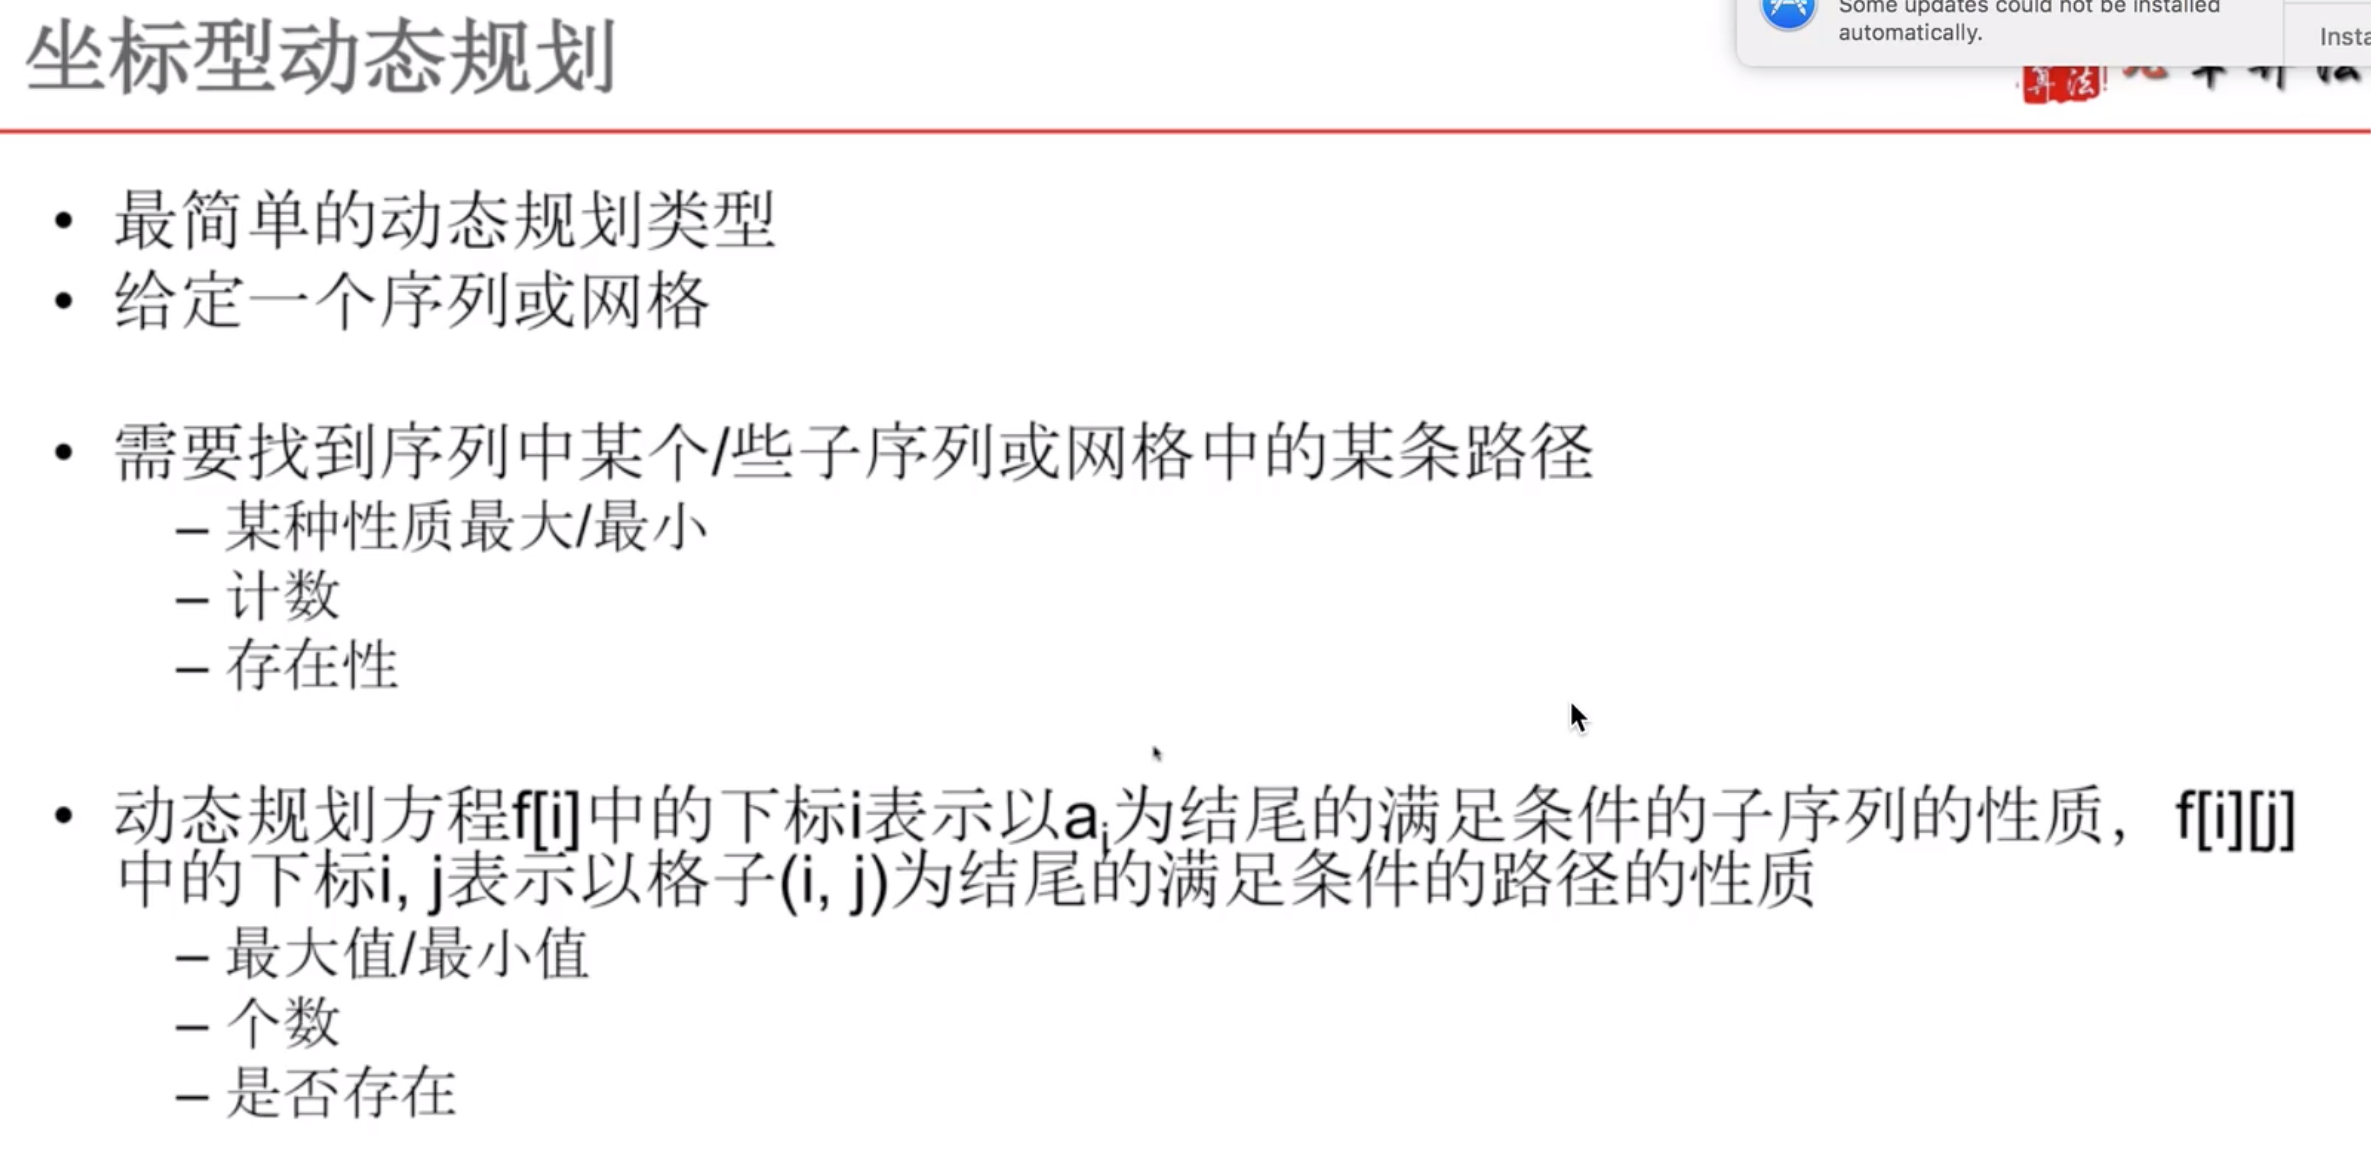 坐标型动态规划
Some updates could not be installed
automatically.
算法
• 最简单的动态规划类型
• 给定一个序列或网格
• 需要找到序列中某个/些子序列或网格中的某条路径
– 某种性质最大/最小
– 计数
– 存在性
• 动态规划方程f[i]中的下标i表示以aᵢ为结尾的满足条件的子序列的性质，f[i][j]
中的下标i, j表示以格子(i, j)为结尾的满足条件的路径的性质
– 最大值/最小值
– 个数
– 是否存在